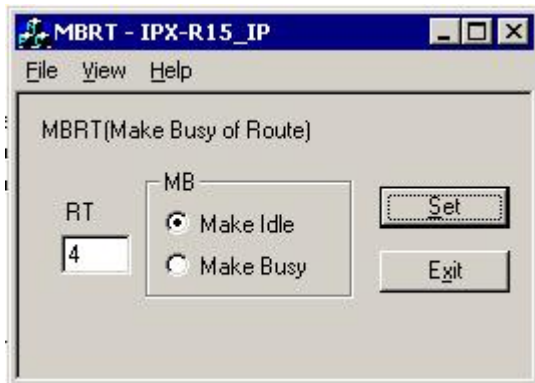 MBRT - IPX-R15_IP
File View Help
MBRT(Make Busy of Route)
MB
RT
Make Idle
Set
4
Make Busy
Exit